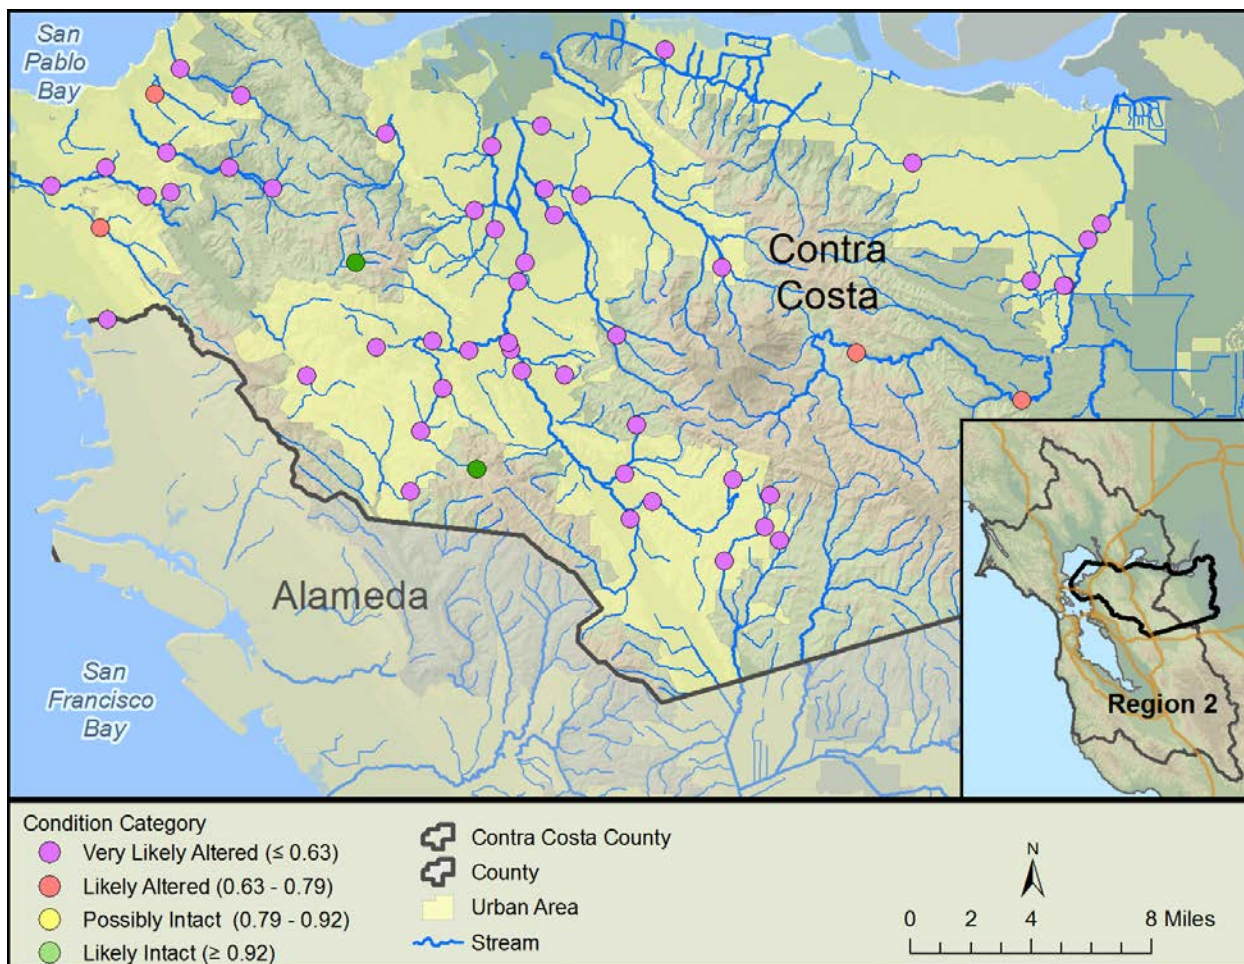 San
Pablo
Bay
Contra
Costa
Alameda
San
Francisco
Bay
Region 2
Condition Category
Very Likely Altered (≤ 0.63)
Likely Altered (0.63 - 0.79)
Possibly Intact (0.79 - 0.92)
Likely Intact (≥ 0.92)
Contra Costa County
County
Urban Area
Stream
N
0 2 4 8 Miles